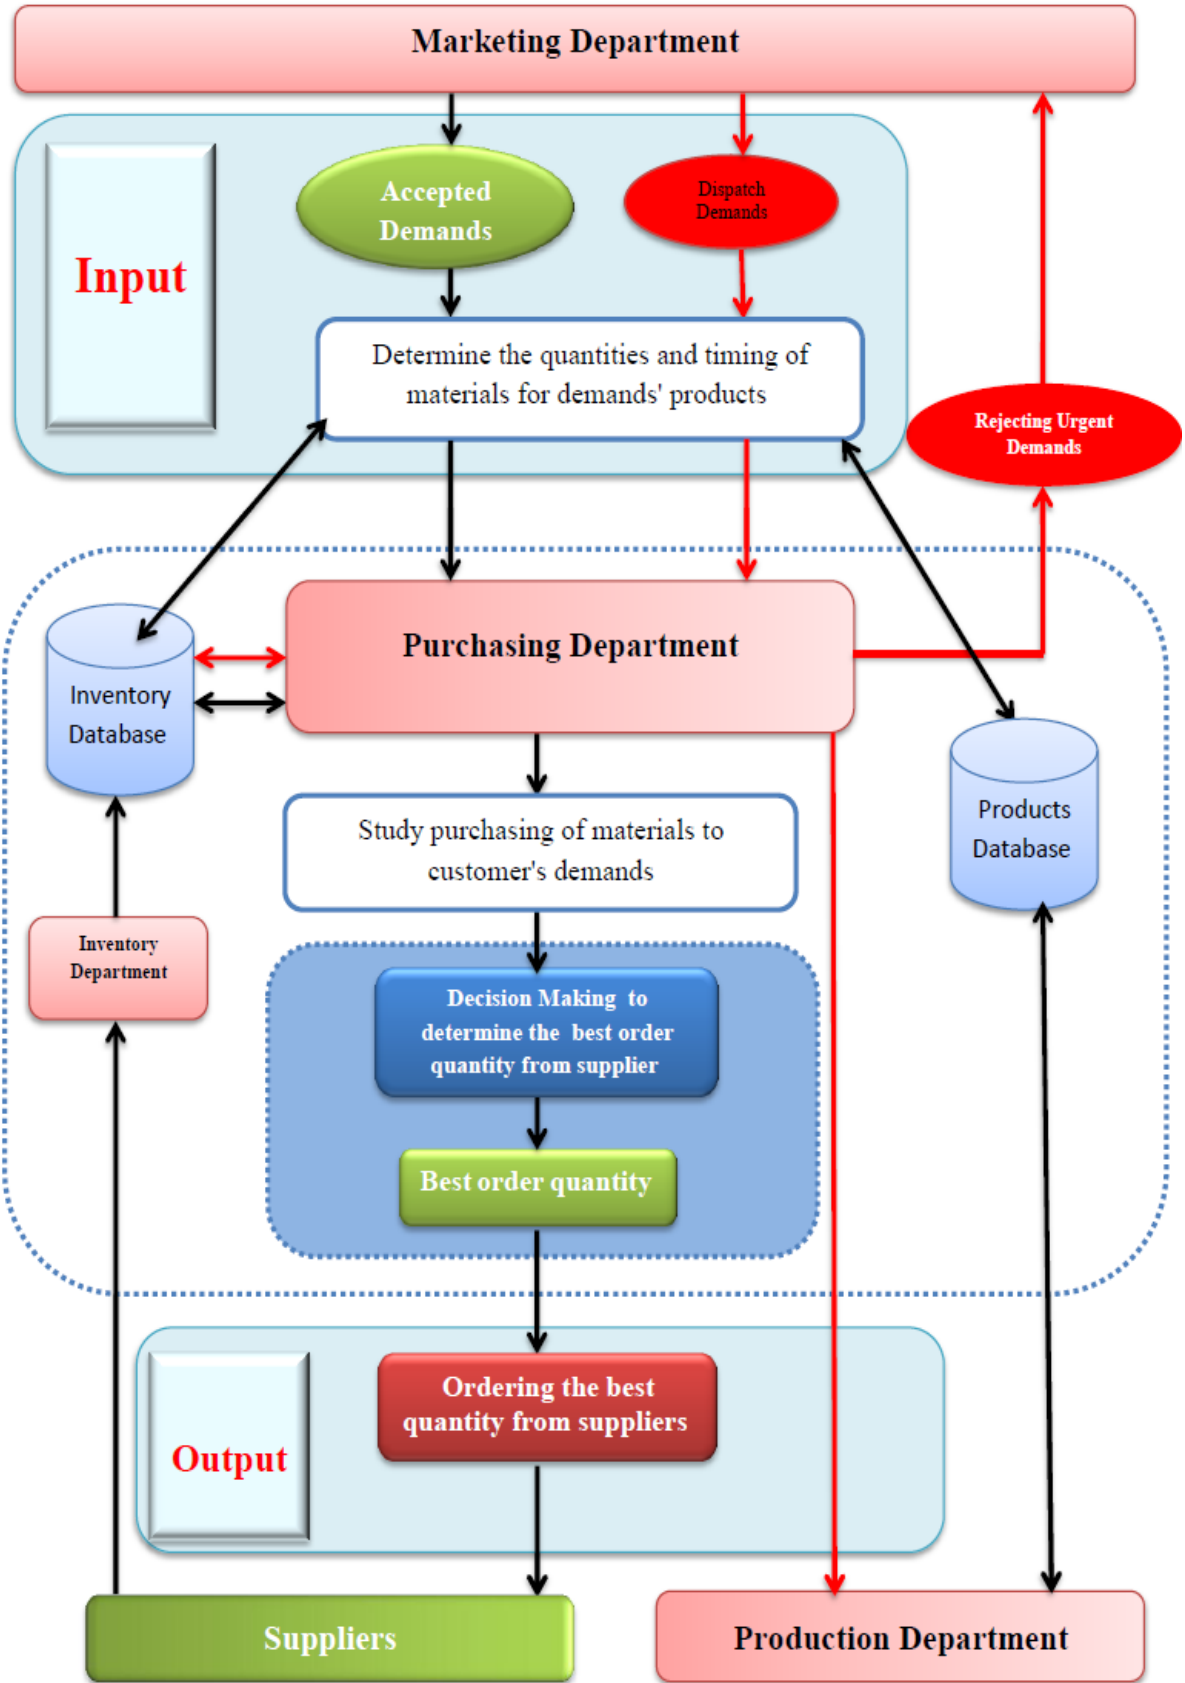 Marketing Department
Accepted
Demands
Dispatch
Demands
Input
Determine the quantities and timing of
materials for demands' products
Rejecting Urgent
Demands
Purchasing Department
Inventory
Database
Products
Database
Study purchasing of materials to
customer's demands
Inventory
Department
Decision Making to
determine the best order
quantity from supplier
Best order quantity
Ordering the best
quantity from suppliers
Output
Suppliers
Production Department